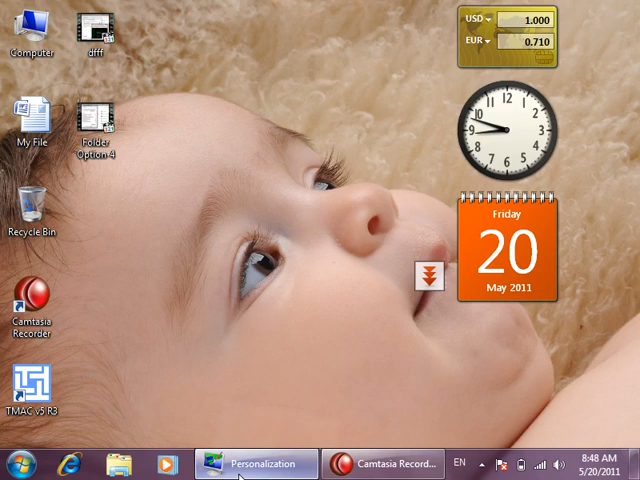 Computer
dfff
My File
Folder
Option-4
Recycle Bin
Camtasia
Recorder
TMAC v5 R3
USD 1.000
EUR 0.710
12
1
2
3
4
5
6
7
8
9
10
11
Friday
20
May 2011
Personalization
Camtasia Record...
EN
8:48 AM
5/20/2011